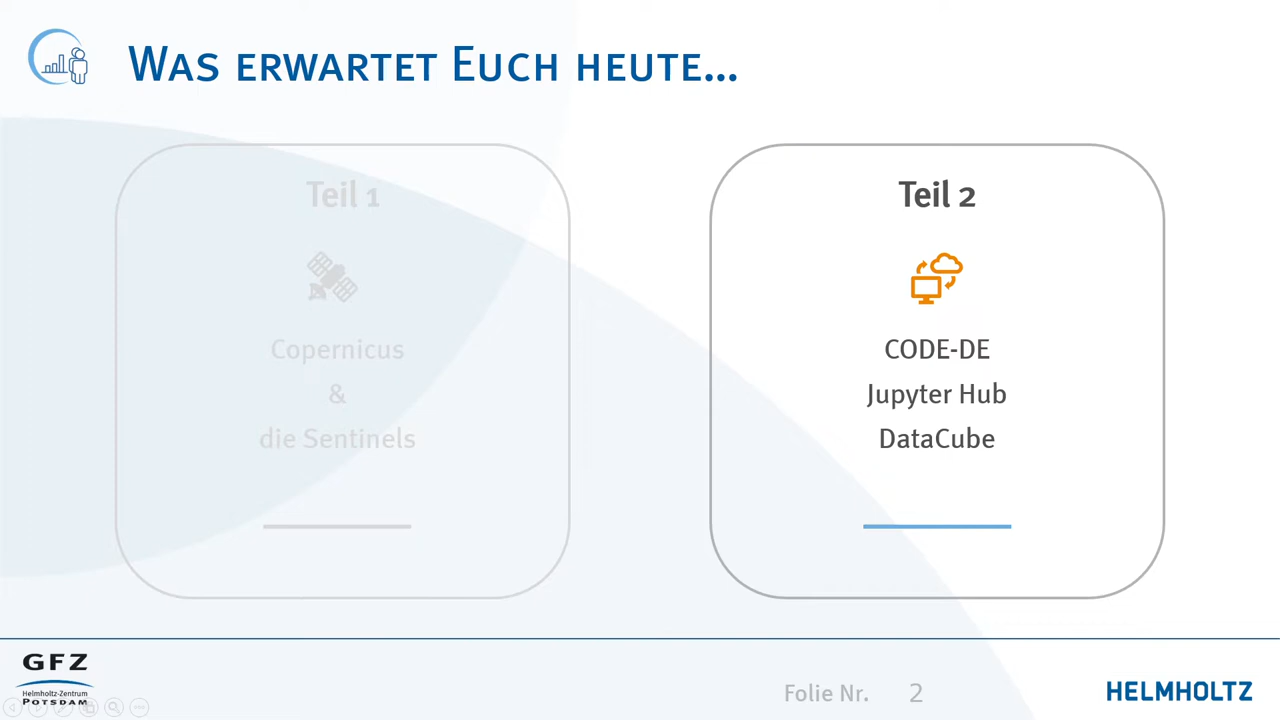 Was erwartet Euch heute...
Teil 1
Copernicus
&
die Sentinels
Teil 2
CODE-DE
Jupyter Hub
DataCube
GFZ
Helmholtz-Zentrum
POTSDAM
Folie Nr. 2
HELMHOLTZ